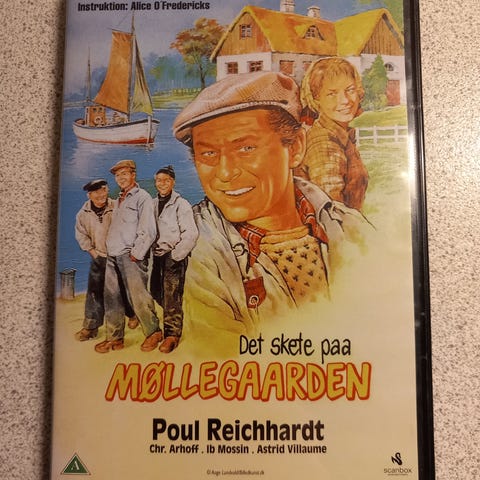 Instruktion: Alice O'Fredericks
Det skete paa
MØLLEGAARDEN
Poul Reichhardt
Chr. Arhoff . Ib Mossin . Astrid Villaume
A
scanbox